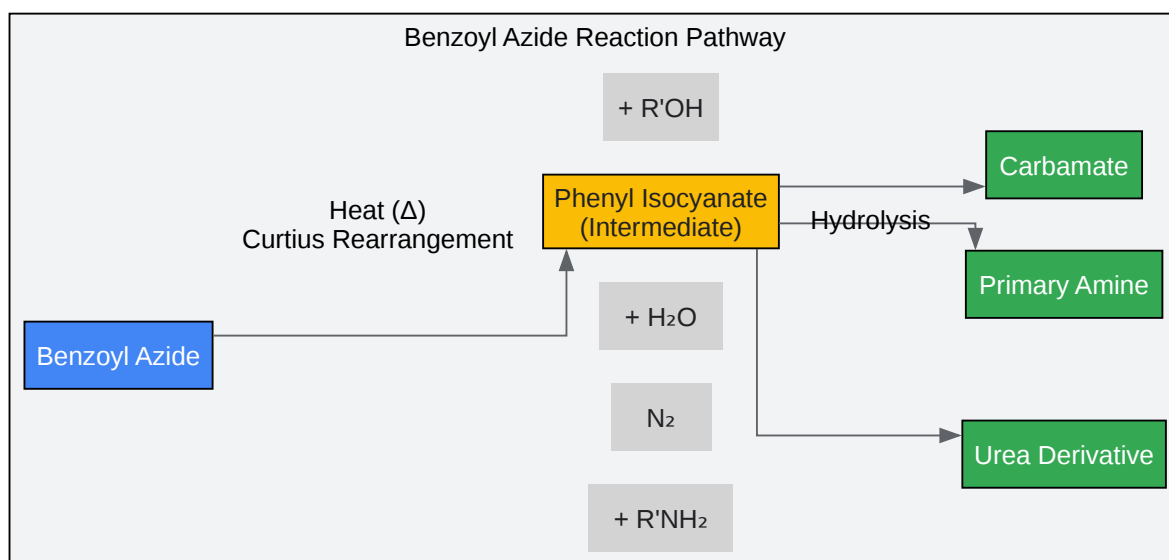 Benzoyl Azide Reaction Pathway
+ R'OH
Carbamate
Phenyl Isocyanate
(Intermediate)
Heat (Δ)
Curtius Rearrangement
Hydrolysis
Primary Amine
+ H₂O
Benzoyl Azide
N₂
Urea Derivative
+ R'NH₂